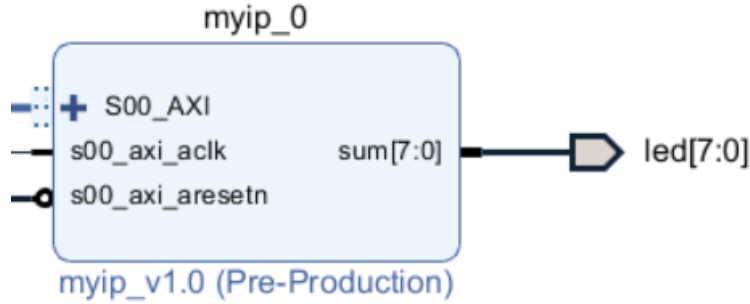 myip_0
S00_AXI
s00_axi_aclk
sum[7:0]
led[7:0]
s00_axi_aresetn
myip_v1.0 (Pre-Production)